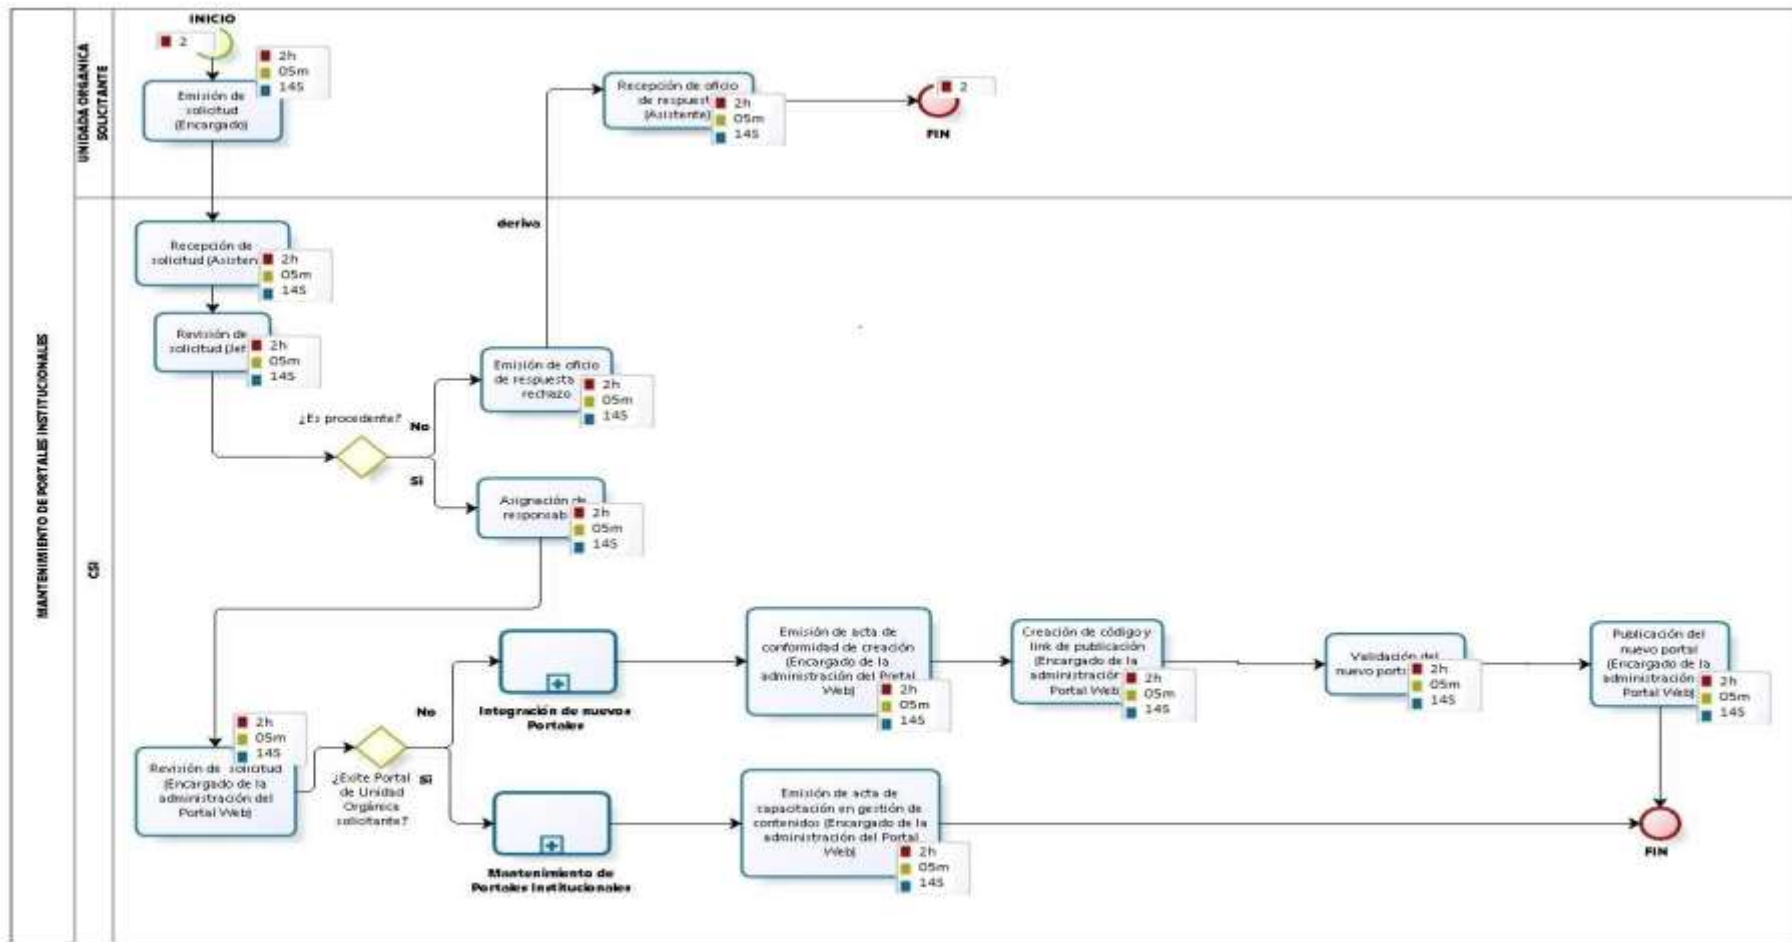 MANTENIMIENTO DE PORTALES INSTITUCIONALES
UNIDADA ORGANICA
SOLICITANTE
INICIO
2
Emisión de
solicitud
(Encargado)
2h
05m
14S
Recepción de oficio
de respuest
(Asistente)
2h
05m
14S
2
FIN
CSI
Recepción de
solicitud (Asisten
2h
05m
14S
Revisión de
solicitud (Jef
2h
05m
14S
deriva
¿Es procedente?
No
Si
Emisión de oficio
de respuesta
rechazo
2h
05m
14S
Asignación de
responsab
2h
05m
14S
Revisión de solicitud
(Encargado de la
administración del
Portal Web)
2h
05m
14S
¿Exite Portal
de Unidad
Orgánica
solicitante?
No
Si
Integración de nuevos
Portales
Emisión de acta de
conformidad de creación
(Encargado de la
administración del Portal
Web)
2h
05m
14S
Creación de código y
link de publicación
(Encargado de la
administración
Portal Web)
2h
05m
14S
Validación del
nuevo port
2h
05m
14S
Publicación del
nuevo portal
(Encargado de la
administración
Portal Web)
2h
05m
14S
Mantenimiento de
Portales Institucionales
Emisión de acta de
capacitación en gestión de
contenidos (Encargado de la
administración del Portal
Web)
2h
05m
14S
FIN